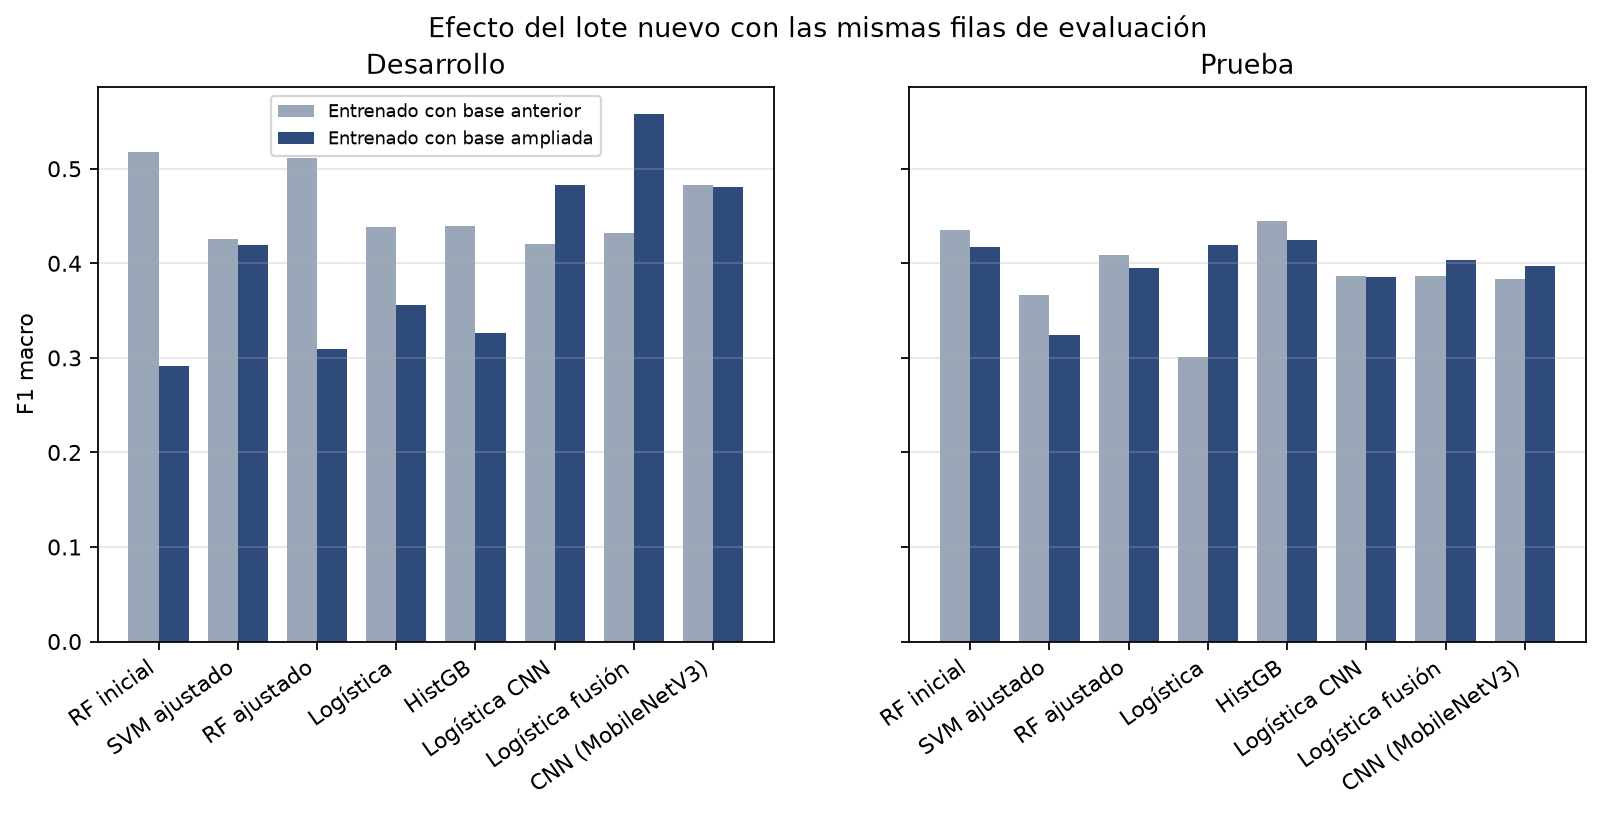 Efecto del lote nuevo con las mismas filas de evaluación
Desarrollo
Entrenado con base anterior
Entrenado con base ampliada
F1 macro
0.5
0.4
0.3
0.2
0.1
0.0
RF inicial
SVM ajustado
RF ajustado
Logística
HistGB
Logística CNN
Logística fusión
CNN (MobileNetV3)
Prueba
RF inicial
SVM ajustado
RF ajustado
Logística
HistGB
Logística CNN
Logística fusión
CNN (MobileNetV3)